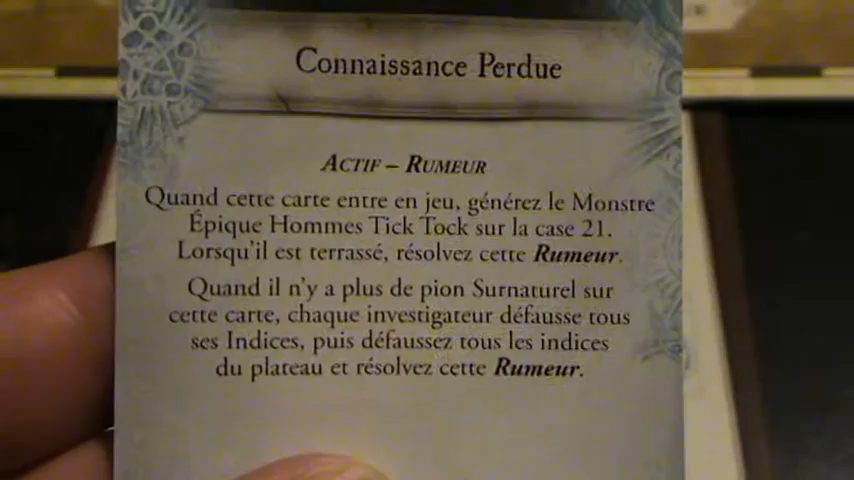 Connaissance Perdue
ACTIF – RUMEUR
Quand cette carte entre en jeu, générez le Monstre
Épique Hommes Tick Tock sur la case 21.
Lorsqu'il est terrassé, résolvez cette Rumeur.
Quand il n'y a plus de pion Surnaturel sur
cette carte, chaque investigateur défausse tous
ses Indices, puis défaussez tous les indices
du plateau et résolvez cette Rumeur.